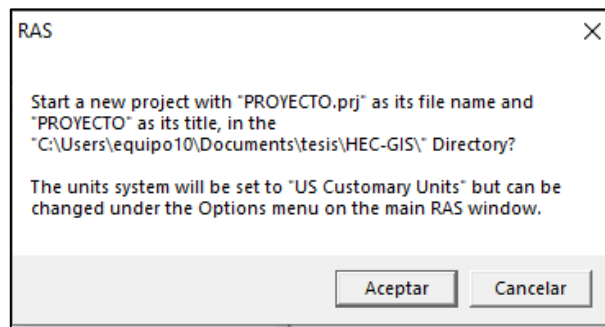 RAS
Start a new project with "PROYECTO.prj" as its file name and
"PROYECTO" as its title, in the
"C:\Users\equipo10\Documents\tesis\HEC-GIS\" Directory?
The units system will be set to "US Customary Units" but can be
changed under the Options menu on the main RAS window.
Aceptar
Cancelar